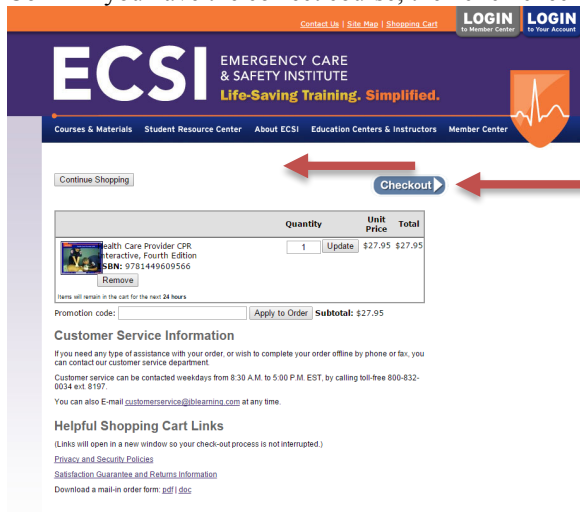 Contact Us | Site Map | Shopping Cart
LOGIN
to Member Center
LOGIN
to Your Account
ECSI
EMERGENCY CARE
& SAFETY INSTITUTE
Life-Saving Training. Simplified.
Courses & Materials Student Resource Center About ECSI Education Centers & Instructors Member Center
Continue Shopping
Checkout
Quantity Unit Price Total
Health Care Provider CPR
Interactive, Fourth Edition
ISBN: 9781449609566
1 Update $27.95 $27.95
Remove
Items will remain in the cart for the next 24 hours
Promotion code: Apply to Order Subtotal: $27.95
Customer Service Information
If you need any type of assistance with your order, or wish to complete your order offline by phone or fax, you
can contact our customer service department.
Customer service can be contacted weekdays from 8:30 A.M. to 5:00 P.M. EST, by calling toll-free 800-832-
0034 ext. 8197.
You can also E-mail customerservice@jblearning.com at any time.
Helpful Shopping Cart Links
(Links will open in a new window so your check-out process is not interrupted.)
Privacy and Security Policies
Satisfaction Guarantee and Returns Information
Download a mail-in order form: pdf | doc